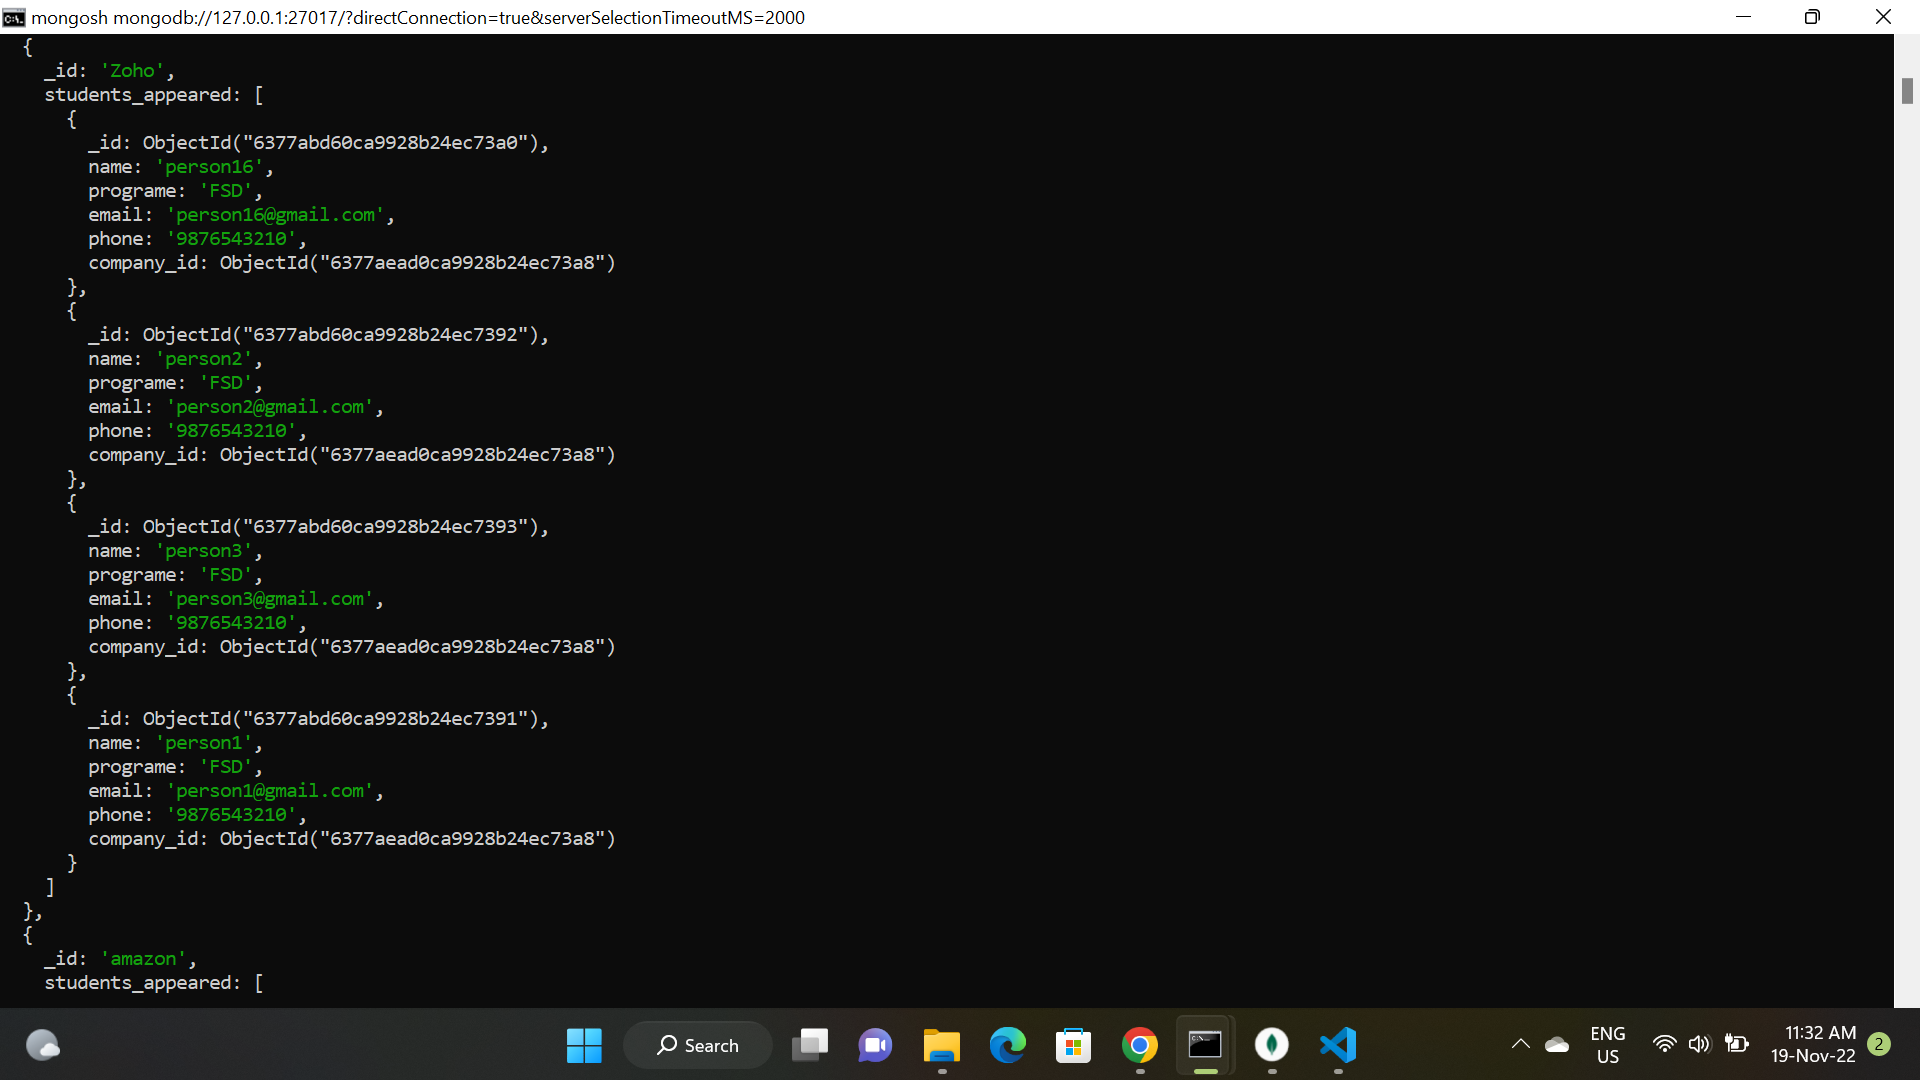 mongosh mongodb://127.0.0.1:27017/?directConnection=true&serverSelectionTimeoutMS=2000
{
_id: 'Zoho',
students_appeared: [
{
_id: ObjectId("6377abd60ca9928b24ec73a0"),
name: 'person16',
programe: 'FSD',
email: 'person16@gmail.com',
phone: '9876543210',
company_id: ObjectId("6377aead0ca9928b24ec73a8")
},
{
_id: ObjectId("6377abd60ca9928b24ec7392"),
name: 'person2',
programe: 'FSD',
email: 'person2@gmail.com',
phone: '9876543210',
company_id: ObjectId("6377aead0ca9928b24ec73a8")
},
{
_id: ObjectId("6377abd60ca9928b24ec7393"),
name: 'person3',
programe: 'FSD',
email: 'person3@gmail.com',
phone: '9876543210',
company_id: ObjectId("6377aead0ca9928b24ec73a8")
},
{
_id: ObjectId("6377abd60ca9928b24ec7391"),
name: 'person1',
programe: 'FSD',
email: 'person1@gmail.com',
phone: '9876543210',
company_id: ObjectId("6377aead0ca9928b24ec73a8")
}
]
},
{
_id: 'amazon',
students_appeared: [
Search
ENG
US
11:32 AM
19-Nov-22
2